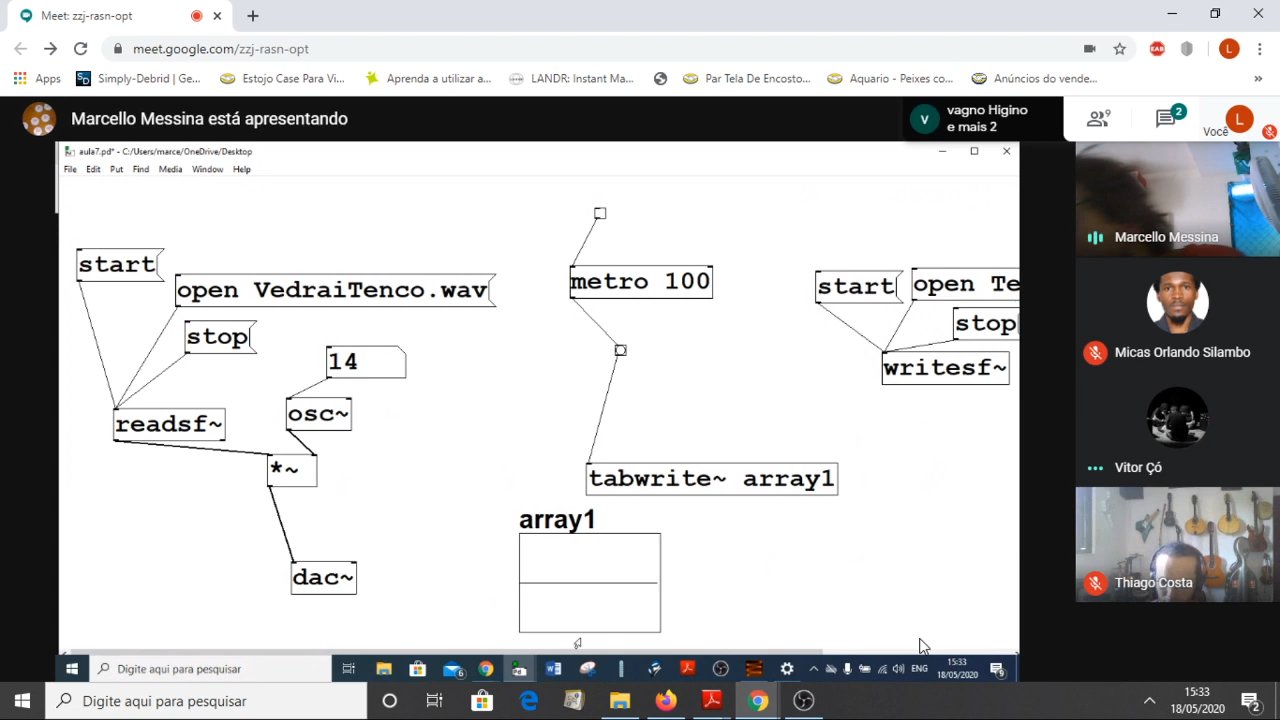 Meet: zzj-rasn-opt
meet.google.com/zzj-rasn-opt
Apps
Simply-Debrid | Ge...
Estojo Case Para Vi...
Aprenda a utilizar a...
LANDR: Instant Ma...
Par Tela De Encosto...
Aquario - Peixes co...
Anúncios do vende...
»
Marcello Messina está apresentando
V
vagno Higino
e mais 2
9
2
L
Você
aula7.pd* - C:/Users/marce/OneDrive/Desktop
File Edit Put Find Media Window Help
start
open VedraiTenco.wav
stop
14
readsf~
osc~
*~
dac~
metro 100
tabwrite~ array1
array1
start
open Te
stop
writesf~
Marcello Messina
Micas Orlando Silambo
Vitor Çó
Thiago Costa
Digite aqui para pesquisar
6
ENG
15:33
18/05/2020
9
Digite aqui para pesquisar
15:33
18/05/2020
2